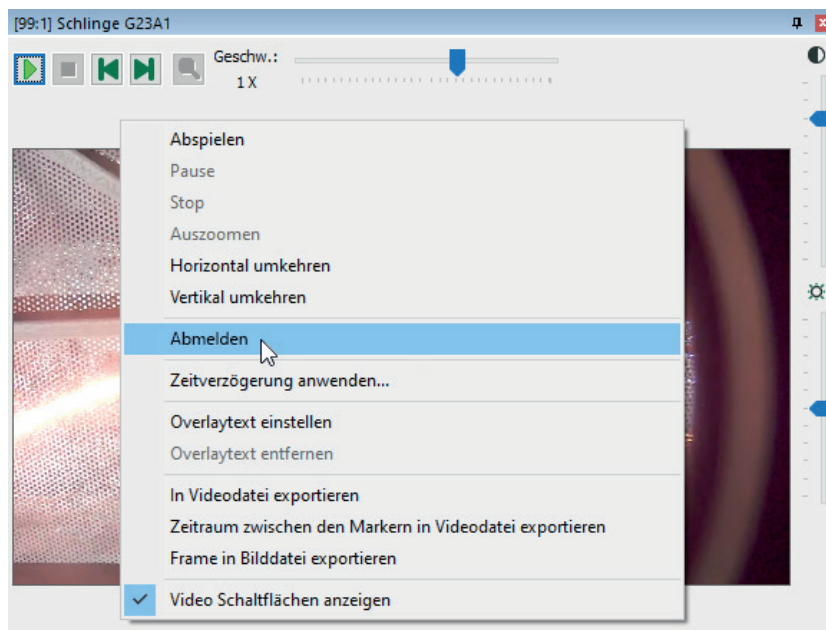 [99:1] Schlinge G23A1
Geschw.:
1 X
Abspielen
Pause
Stop
Auszoomen
Horizontal umkehren
Vertikal umkehren
Abmelden
Zeitverzögerung anwenden...
Overlaytext einstellen
Overlaytext entfernen
In Videodatei exportieren
Zeitraum zwischen den Markern in Videodatei exportieren
Frame in Bilddatei exportieren
Video Schaltflächen anzeigen